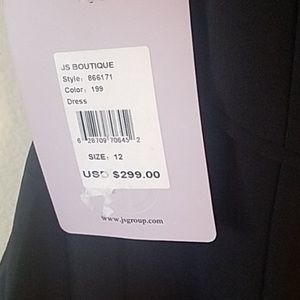 JS BOUTIQUE
Style: 866171
Color: 199
Dress
6 28709 70645 2
SIZE: 12
USD $299.00
www.jsgroup.com